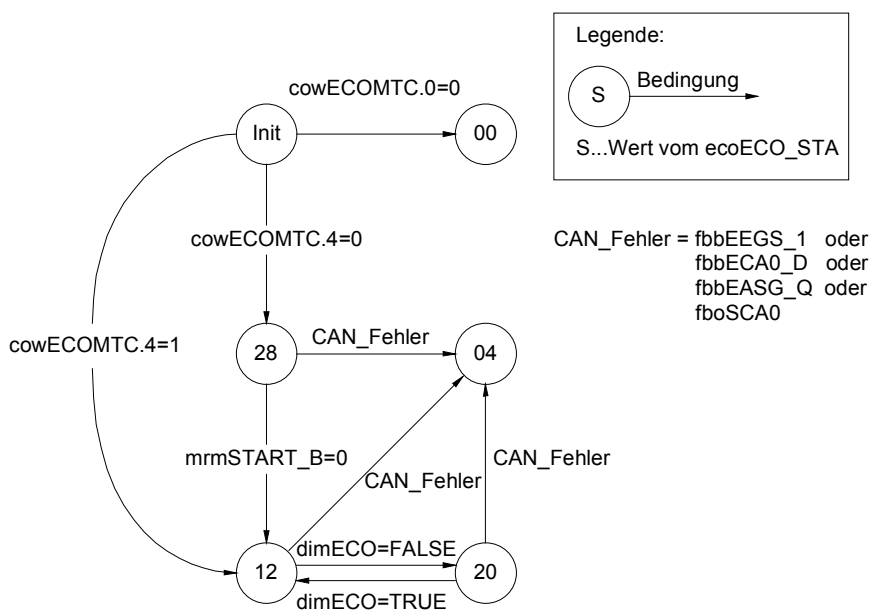 Legende:
S
Bedingung
S...Wert vom ecoECO_STA
cowECOMTC.0=0
Init
00
cowECOMTC.4=0
CAN_Fehler = fbbEEGS_1 oder
fbbECA0_D oder
fbbEASG_Q oder
fboSCA0
cowECOMTC.4=1
28
CAN_Fehler
04
mrmSTART_B=0
CAN_Fehler
CAN_Fehler
12
dimECO=FALSE
20
dimECO=TRUE